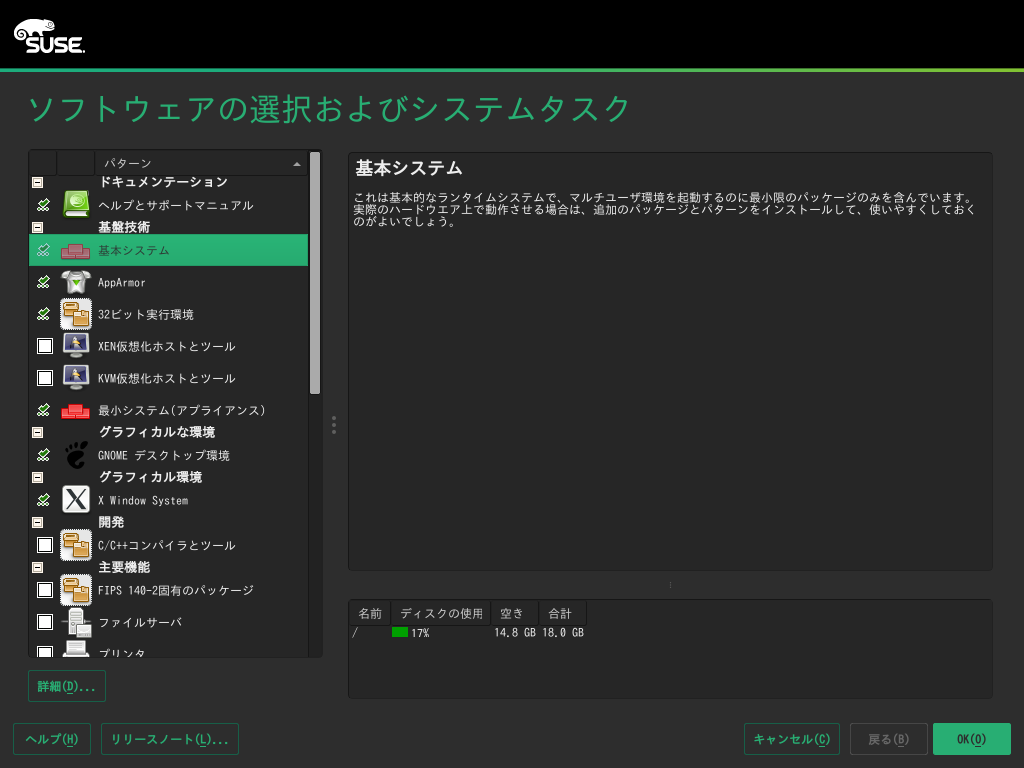 SUSE.
ソフトウェアの選択およびシステムタスク
パターン
ドキュメンテーション
ヘルプとサポートマニュアル
基盤技術
基本システム
AppArmor
32ビット実行環境
XEN仮想化ホストとツール
KVM仮想化ホストとツール
最小システム(アプライアンス)
グラフィカルな環境
GNOME デスクトップ環境
グラフィカル環境
X Window System
開発
C/C++コンパイラとツール
主要機能
FIPS 140-2固有のパッケージ
ファイルサーバ
プリンタ
詳細(D)...
基本システム
これは基本的なランタイムシステムで、マルチユーザ環境を起動するのに最小限のパッケージのみを含んでいます。
実際のハードウエア上で動作させる場合は、追加のパッケージとパターンをインストールして、使いやすくしておく
のがよいでしょう。
名前 ディスクの使用 空き 合計
/ 17% 14.8 GB 18.0 GB
ヘルプ(H) リリースノート(L)... キャンセル(C) 戻る(B) OK(O)